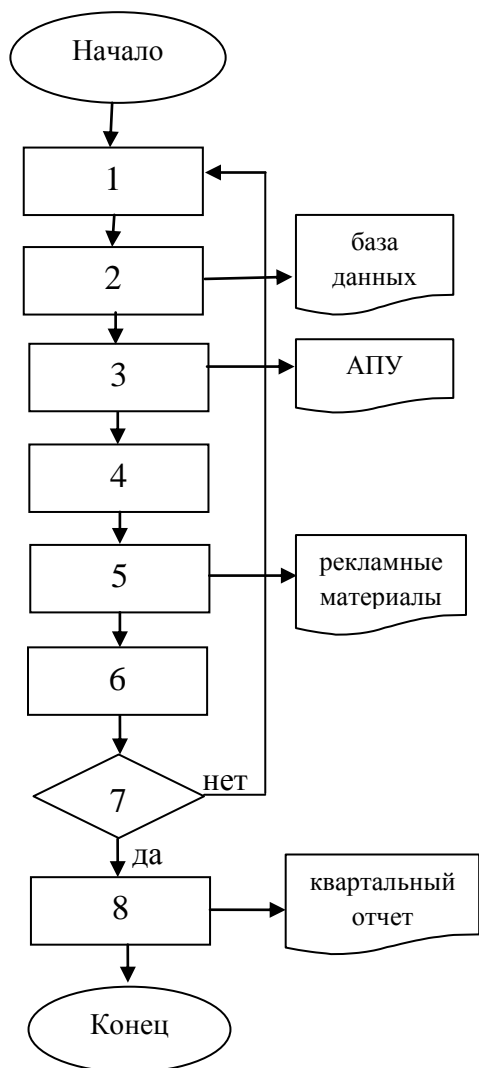 Начало
1
2
база
данных
3
АПУ
4
5
рекламные
материалы
6
7
нет
да
8
квартальный
отчет
Конец